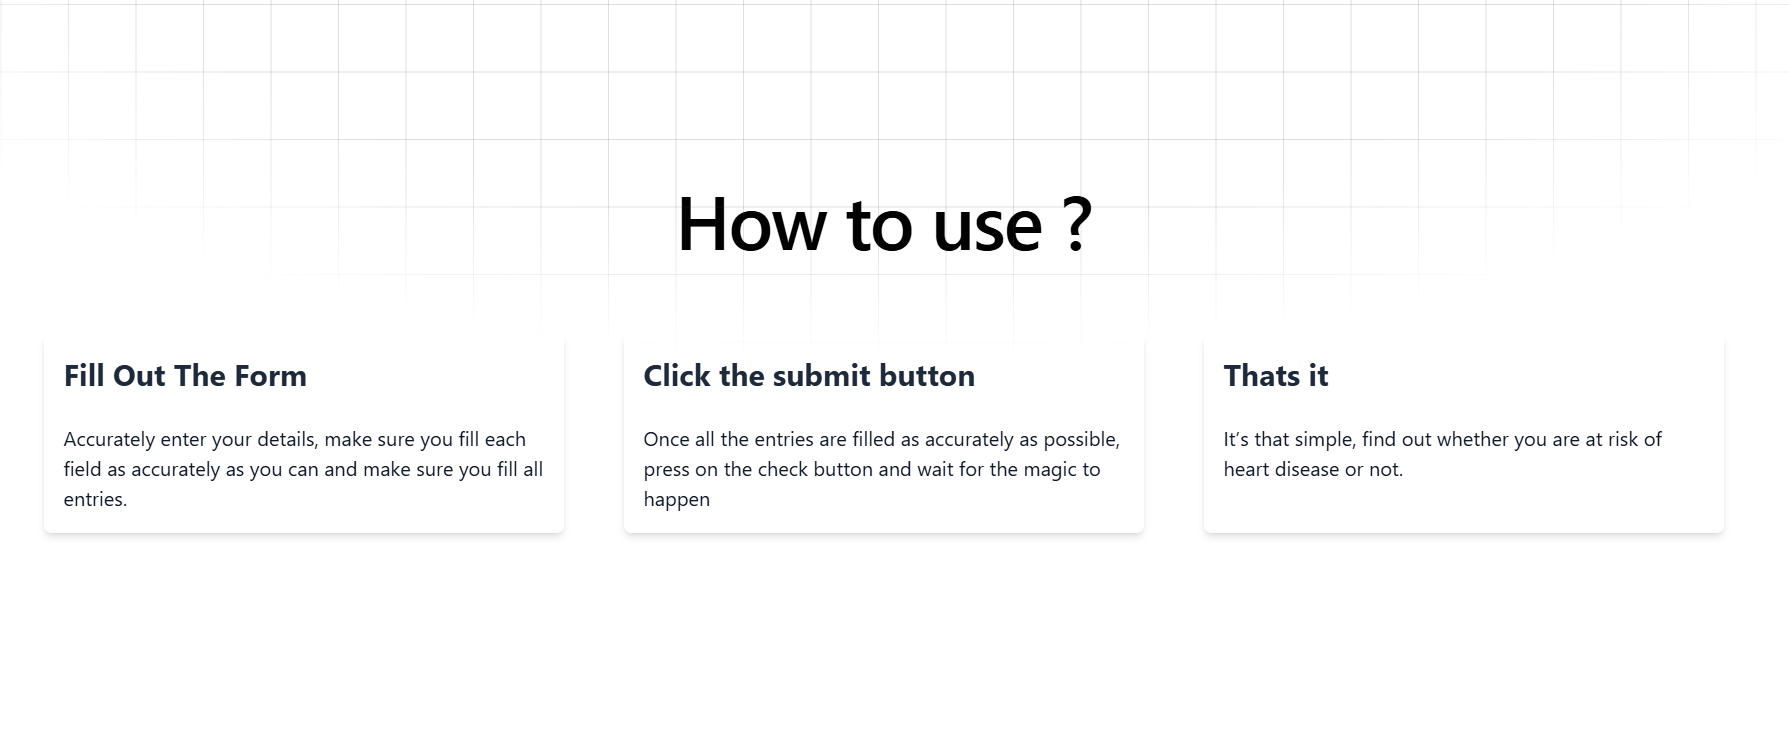 How to use ?
Fill Out The Form
Accurately enter your details, make sure you fill each
field as accurately as you can and make sure you fill all
entries.
Click the submit button
Once all the entries are filled as accurately as possible,
press on the check button and wait for the magic to
happen
Thats it
It’s that simple, find out whether you are at risk of
heart disease or not.